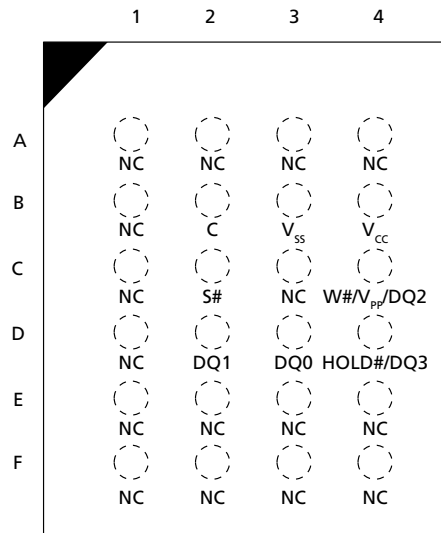 1 2 3 4
A
NC NC NC NC
B
NC C VSS VCC
C
NC S# NC W#/VPP/DQ2
D
NC DQ1 DQ0 HOLD#/DQ3
E
NC NC NC NC
F
NC NC NC NC